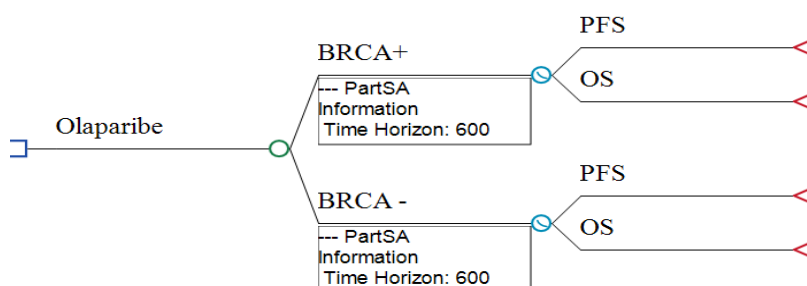 PFS
BRCA+
OS
--- PartSA
Information
Time Horizon: 600
Olaparibe
PFS
BRCA -
OS
--- PartSA
Information
Time Horizon: 600